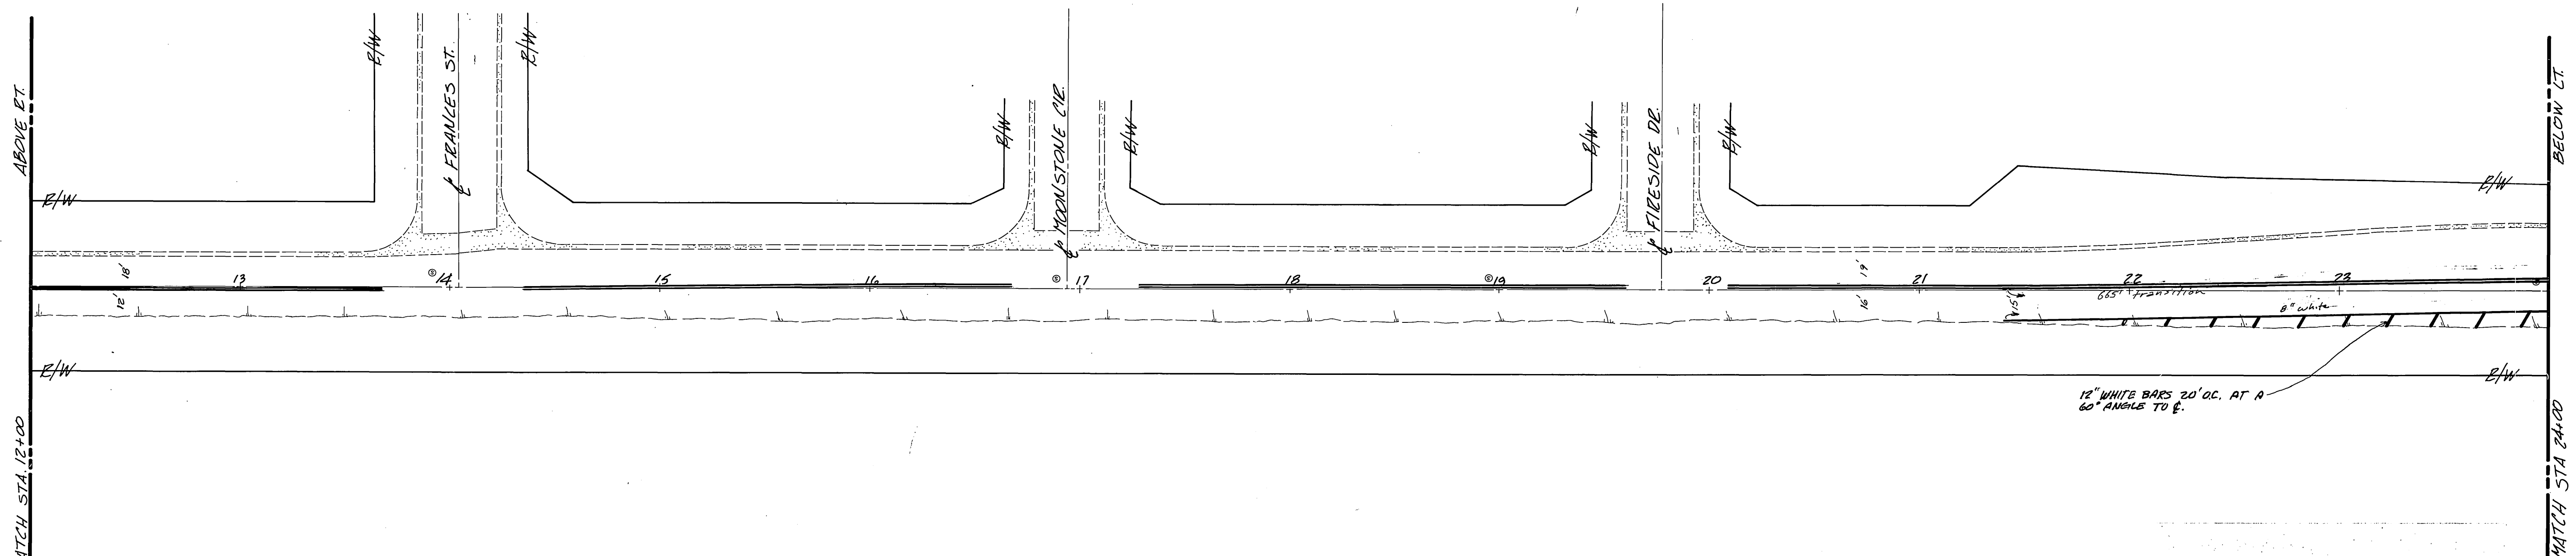 ABOVE RT.
MATCH STA. 12+00
R/W
R/W
R/W
℄ FRANCES ST.
R/W
R/W
℄ MOONSTONE CIR.
R/W
R/W
℄ FIRESIDE DR.
R/W
R/W
R/W
BELOW LT.
MATCH STA 24+00
18'
12'
13
Ⓢ 14
15
16
Ⓢ 17
18
Ⓢ 19
20
19'
16'
21
22
23
15'
665' transition
8" white
12" WHITE BARS 20' O.C. AT A
60° ANGLE TO ℄.